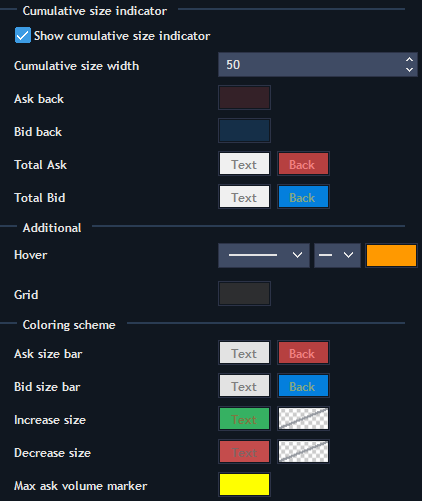 Cumulative size indicator
Show cumulative size indicator
Cumulative size width 50
Ask back
Bid back
Total Ask Text Back
Total Bid Text Back
Additional
Hover
Grid
Coloring scheme
Ask size bar Text Back
Bid size bar Text Back
Increase size Text
Decrease size Text
Max ask volume marker